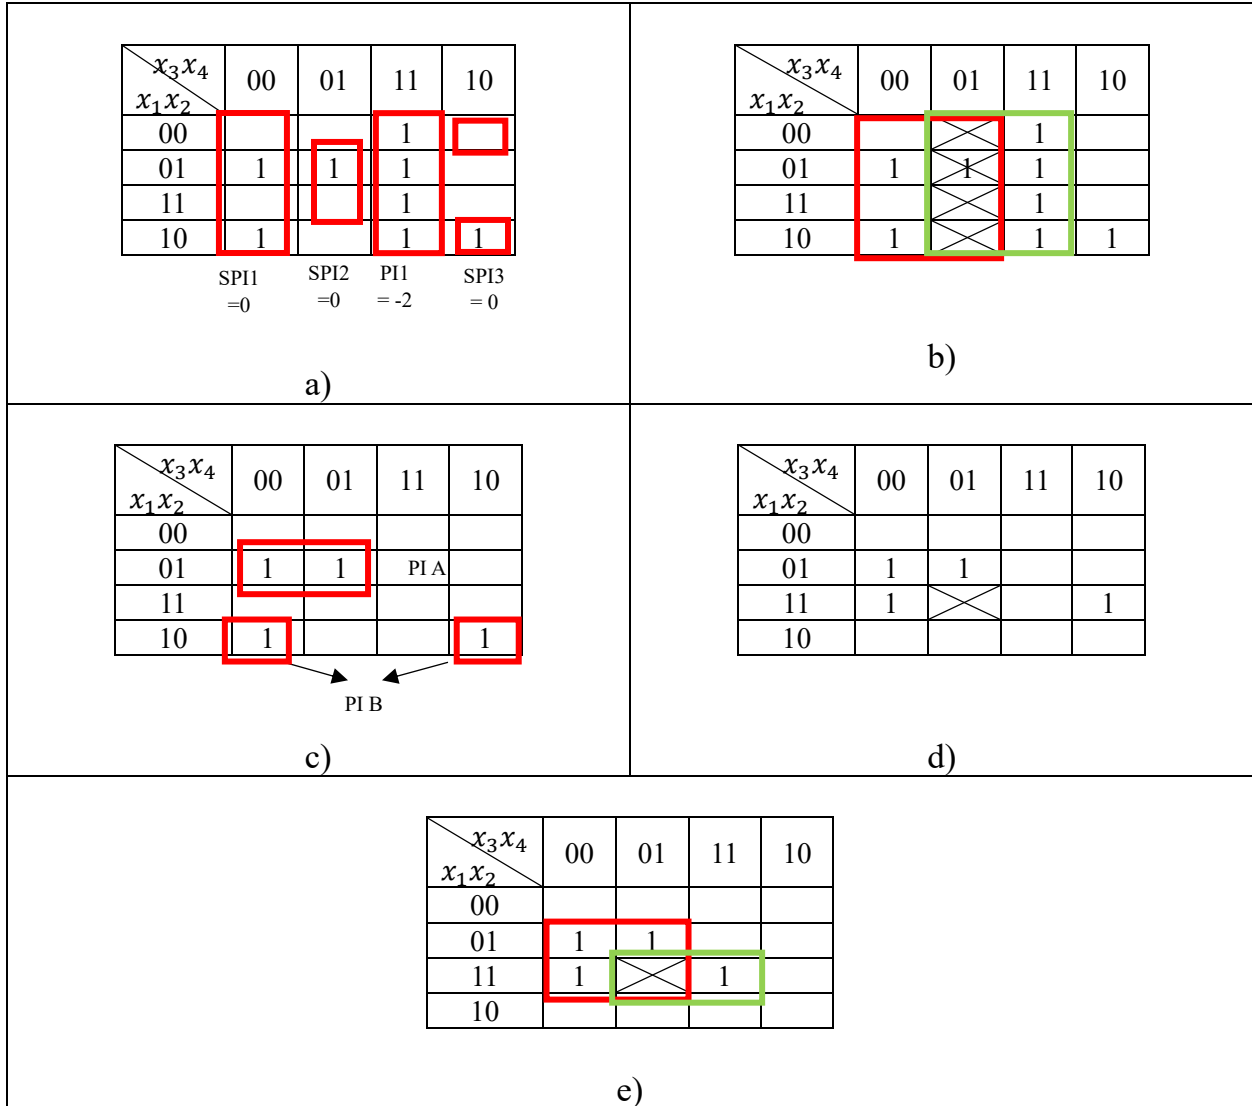 x₃x₄ 00 01 11 10
x₁x₂
00 1
01 1 1 1
11 1
10 1 1 1
SPI1 SPI2 PI1 SPI3
=0 =0 = -2 = 0
a)
x₃x₄ 00 01 11 10
x₁x₂
00 1
01 1 1 1
11 1
10 1 1 1
b)
x₃x₄ 00 01 11 10
x₁x₂
00
01 1 1 PI A
11
10 1 1
PI B
c)
x₃x₄ 00 01 11 10
x₁x₂
00
01 1 1
11 1 1
10
d)
x₃x₄ 00 01 11 10
x₁x₂
00
01 1 1
11 1 1
10
e)